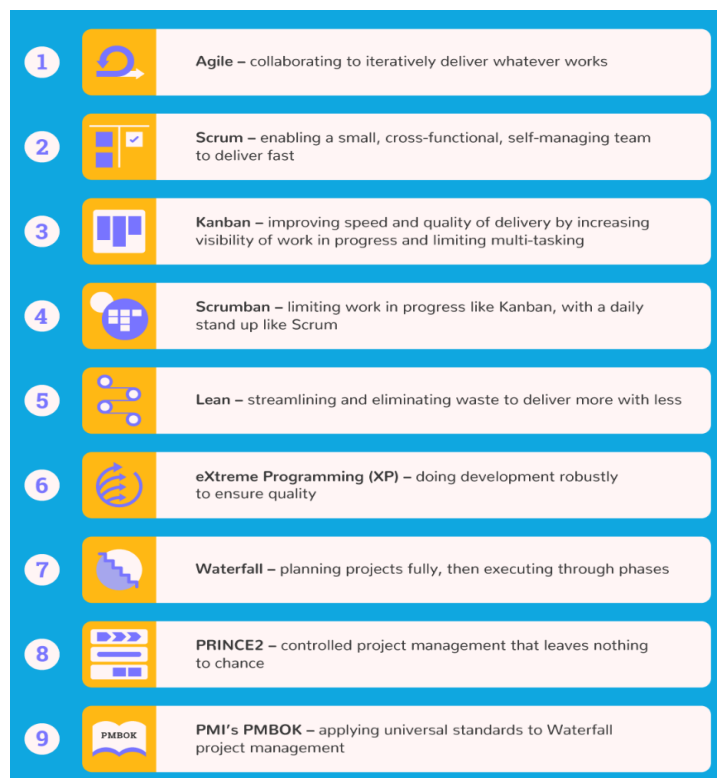 1
Agile – collaborating to iteratively deliver whatever works
2
Scrum – enabling a small, cross-functional, self-managing team
to deliver fast
3
Kanban – improving speed and quality of delivery by increasing
visibility of work in progress and limiting multi-tasking
4
Scrumban – limiting work in progress like Kanban, with a daily
stand up like Scrum
5
Lean – streamlining and eliminating waste to deliver more with less
6
eXtreme Programming (XP) – doing development robustly
to ensure quality
7
Waterfall – planning projects fully, then executing through phases
8
PRINCE2 – controlled project management that leaves nothing
to chance
9
PMBOK
PMI’s PMBOK – applying universal standards to Waterfall
project management